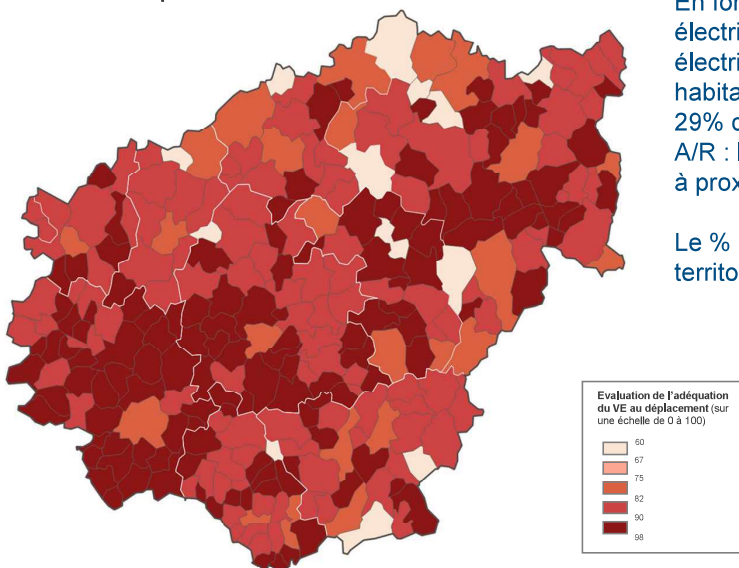 En
électri
électri
habita
29%
A/R :
à prox
Le %
territo
Evaluation de l'adéquation
du VE au déplacement (sur
une échelle de 0 à 100)
60
67
75
82
90
98